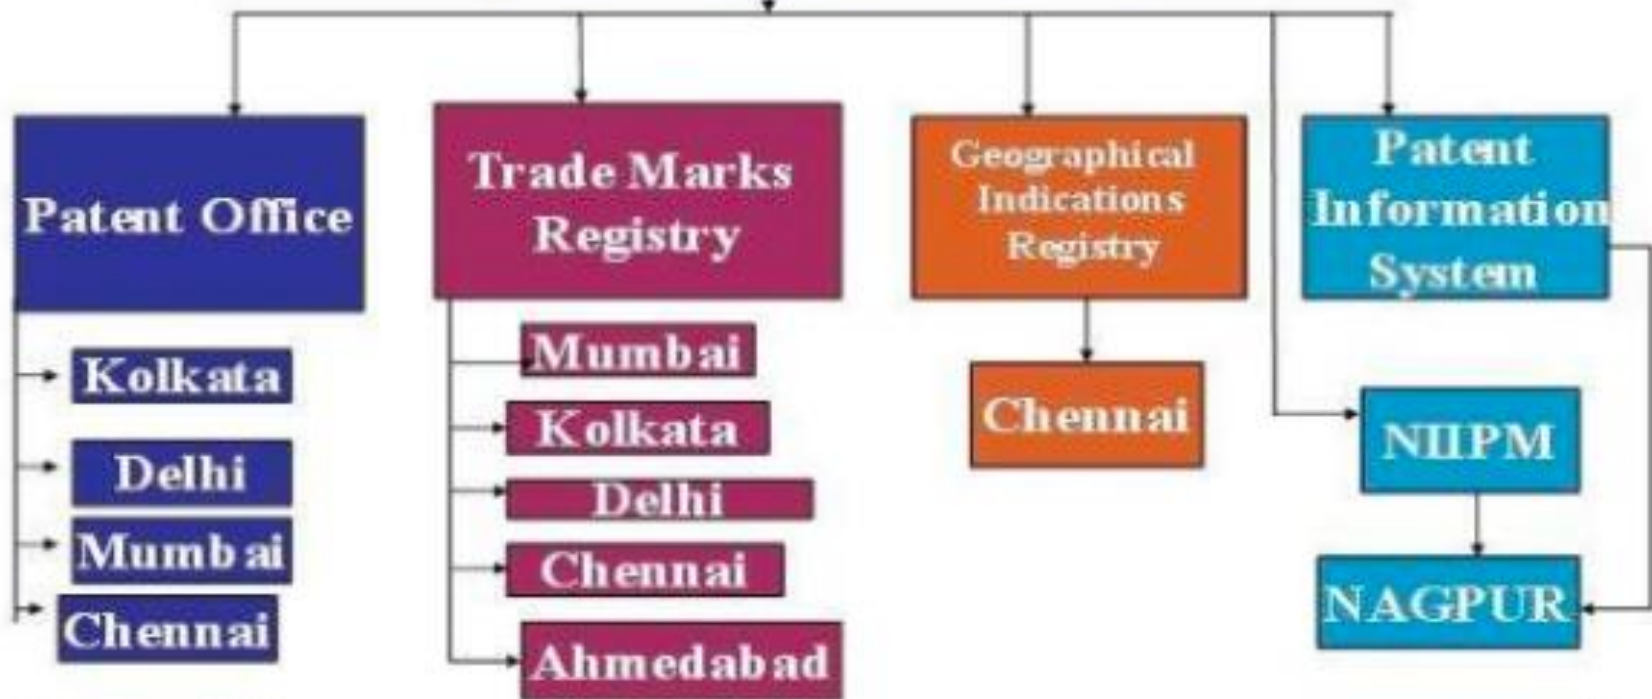 Patent Office
Kolkata
Delhi
Mumbai
Chennai
Trade Marks
Registry
Mumbai
Kolkata
Delhi
Chennai
Ahmedabad
Geographical
Indications
Registry
Chennai
Patent
Information
System
NIIPM
NAGPUR